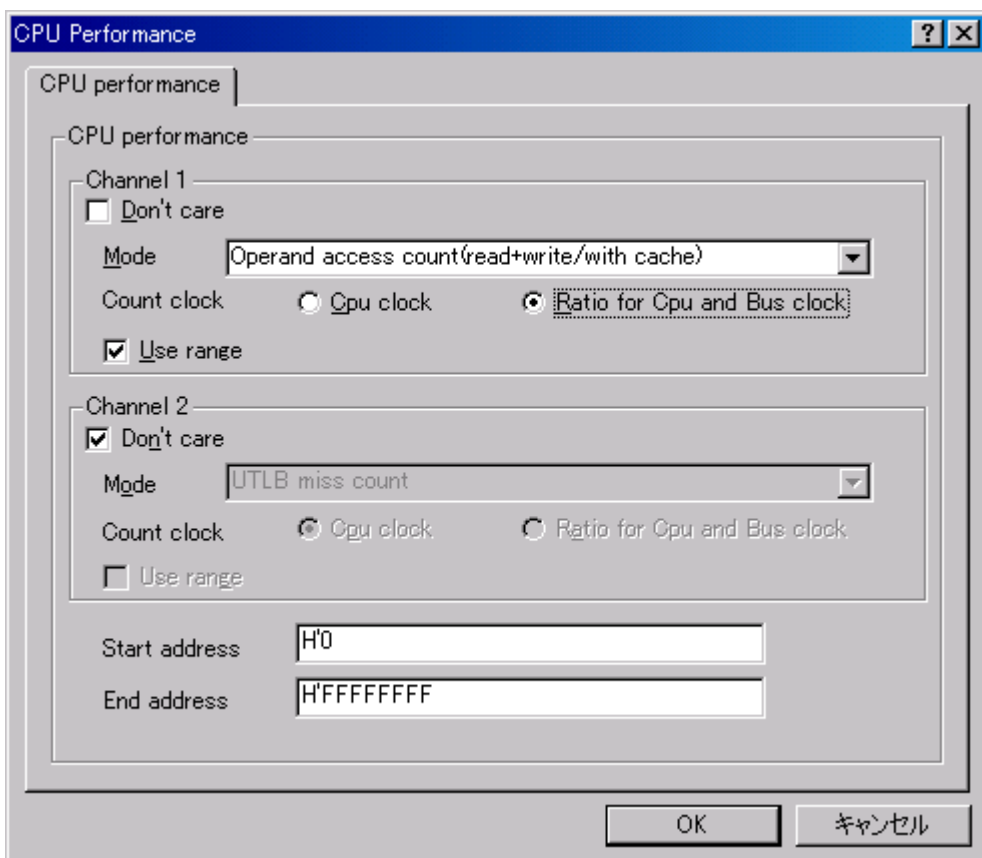 CPU Performance
CPU performance
CPU performance
Channel 1
Don't care
Mode Operand access count(read+write/with cache)
Count clock Cpu clock Ratio for Cpu and Bus clock
Use range
Channel 2
Don't care
Mode UTLB miss count
Count clock Cpu clock Ratio for Cpu and Bus clock
Use range
Start address H'0
End address H'FFFFFFFF
OK キャンセル